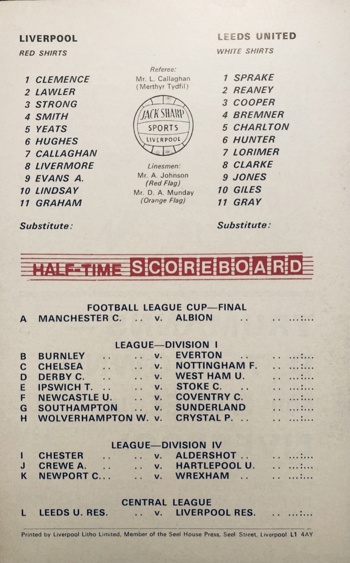 LIVERPOOL
RED SHIRTS
1 CLEMENCE
2 LAWLER
3 STRONG
4 SMITH
5 YEATS
6 HUGHES
7 CALLAGHAN
8 LIVERMORE
9 EVANS A.
10 LINDSAY
11 GRAHAM
Substitute:
Referee:
Mr. L. Callaghan
(Merthyr Tydfil)
JACK SHARP
SPORTS
LIVERPOOL
Linesmen:
Mr. A. Johnson
(Red Flag)
Mr. D. A. Munday
(Orange Flag)
LEEDS UNITED
WHITE SHIRTS
1 SPRAKE
2 REANEY
3 COOPER
4 BREMNER
5 CHARLTON
6 HUNTER
7 LORIMER
8 CLARKE
9 JONES
10 GILES
11 GRAY
Substitute:
HALF-TIME SCOREBOARD
FOOTBALL LEAGUE CUP—FINAL
A MANCHESTER C. .. v. ALBION .. .. ...:...
LEAGUE—DIVISION I
B BURNLEY .. .. v. EVERTON .. .. ...:...
C CHELSEA .. .. v. NOTTINGHAM F. .. ...:...
D DERBY C. .. .. v. WEST HAM U. .. ...:...
E IPSWICH T. .. .. v. STOKE C. .. .. ...:...
F NEWCASTLE U. .. v. COVENTRY C. .. ...:...
G SOUTHAMPTON .. v. SUNDERLAND .. ...:...
H WOLVERHAMPTON W. v. CRYSTAL P. .. .. ...:...
LEAGUE—DIVISION IV
I CHESTER .. .. v. ALDERSHOT .. .. ...:...
J CREWE A. .. .. v. HARTLEPOOL U. .. ...:...
K NEWPORT C... .. v. WREXHAM .. .. ...:...
CENTRAL LEAGUE
L LEEDS U. RES. .. v. LIVERPOOL RES. .. ...:...
Printed by Liverpool Litho Limited, Member of the Seel House Press, Seel Street, Liverpool L1 4AY